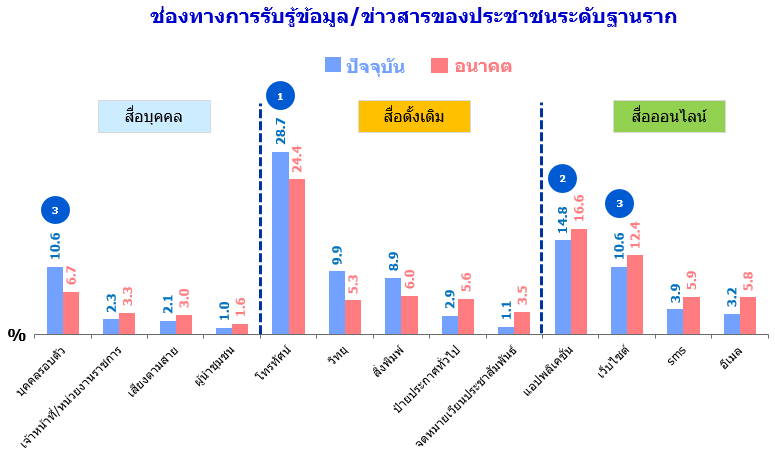 ช่องทางการรับรู้ข้อมูล/ข่าวสารของประชาชนระดับฐานราก
ปัจจุบัน อนาคต
สื่อบุคคล สื่อดั้งเดิม สื่อออนไลน์
1
2
3 3
10.6 6.7 2.3 3.3 2.1 3.0 1.0 1.6 28.7 24.4 9.9 5.3 8.9 6.0 2.9 5.6 1.1 3.5 14.8 16.6 10.6 12.4 3.9 5.9 3.2 5.8
%
บุคคลรอบตัว
เจ้าหน้าที่/หน่วยงานราชการ
เสียงตามสาย
ผู้นำชุมชน
โทรทัศน์
วิทยุ
สิ่งพิมพ์
ป้ายประกาศทั่วไป
จดหมายเวียนประชาสัมพันธ์
แอปพลิเคชั่น
เว็บไซต์
sms
อีเมล